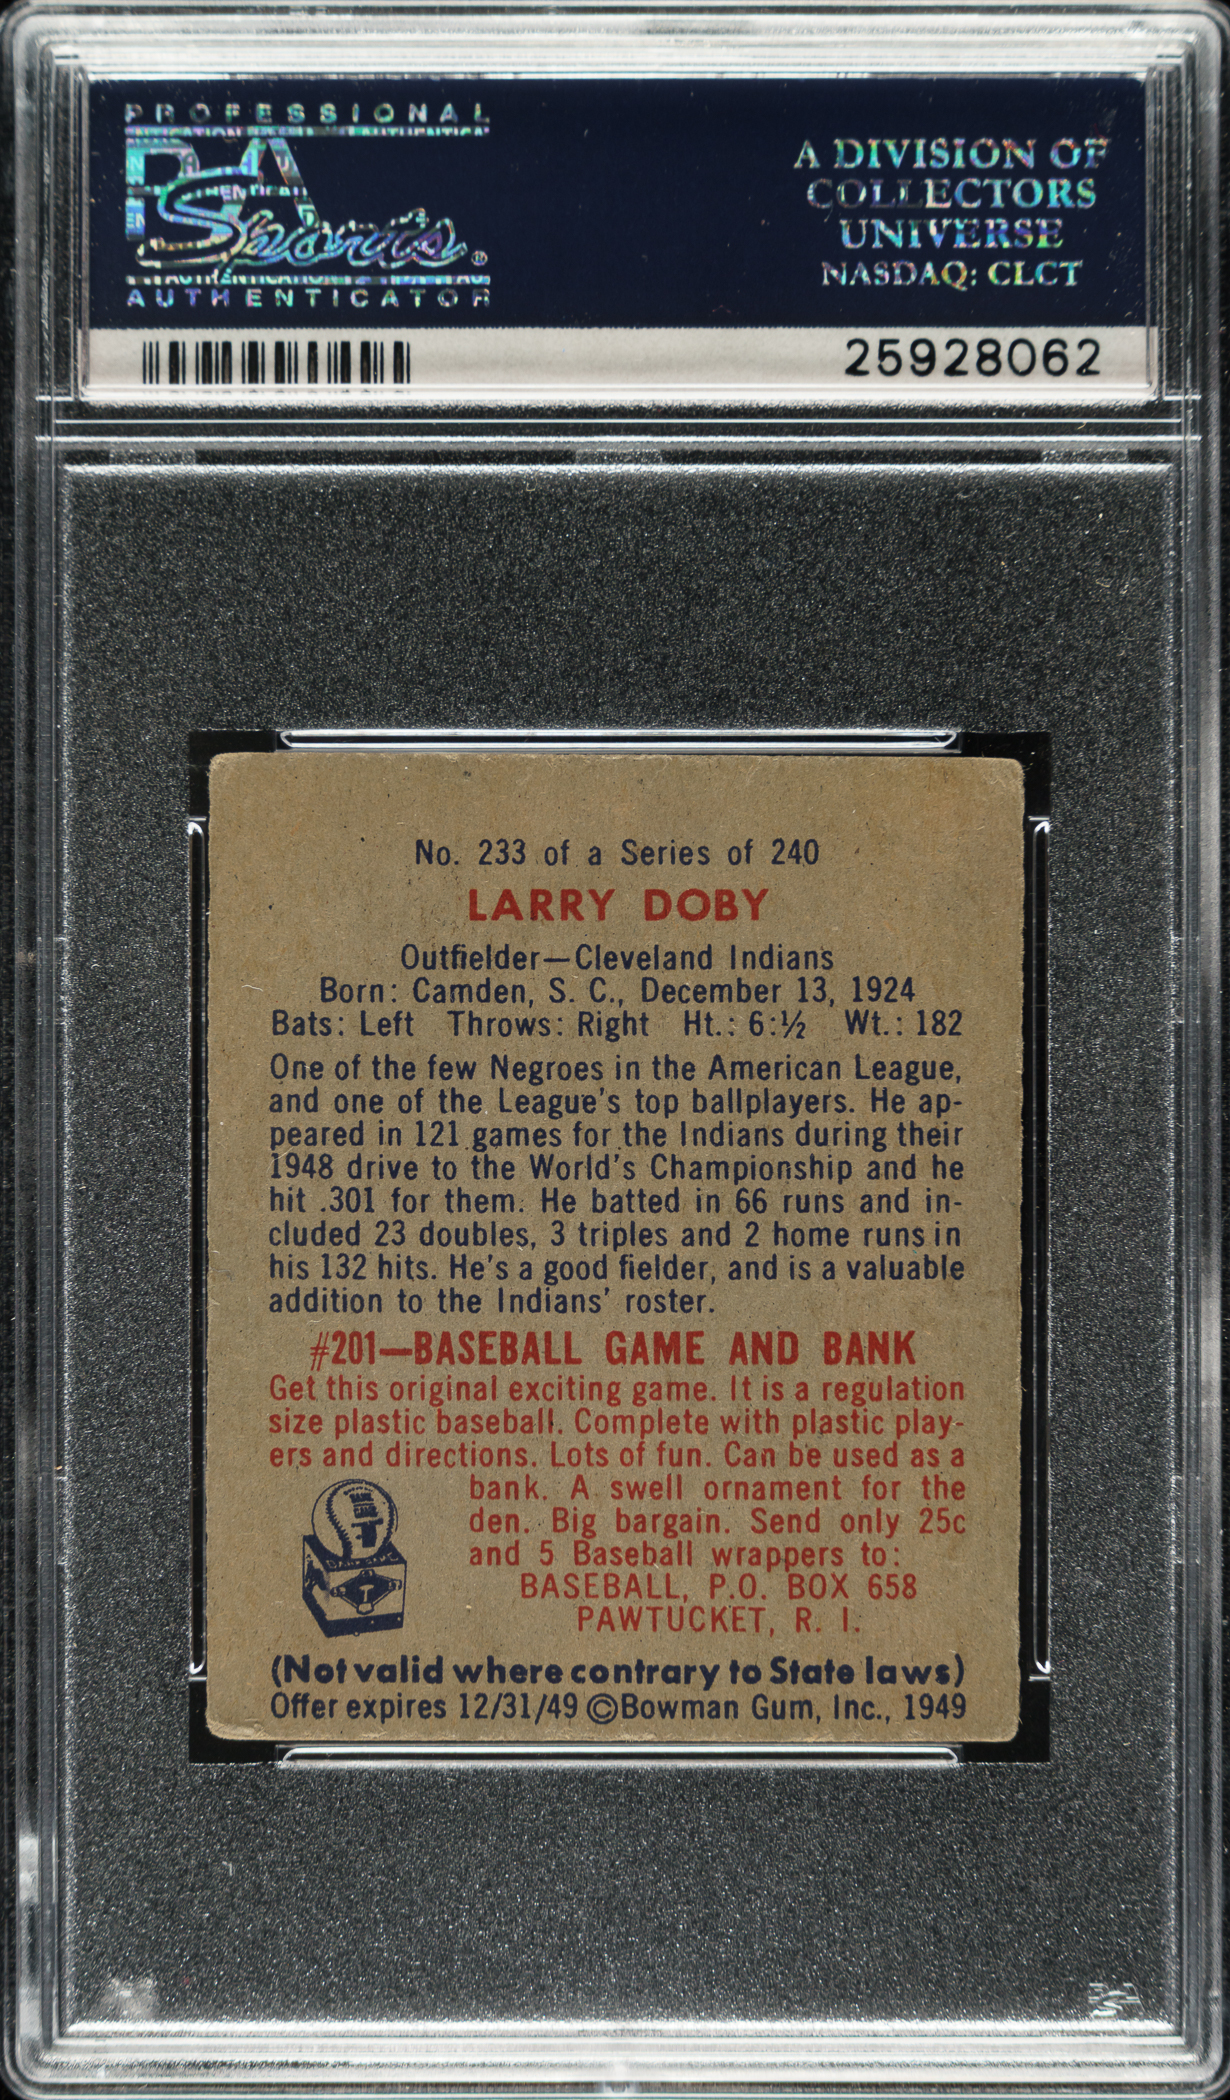 PROFESSIONAL
PSA
Sports®
AUTHENTICATOR
A DIVISION OF
COLLECTORS
UNIVERSE
NASDAQ: CLCT
25928062
No. 233 of a Series of 240
LARRY DOBY
Outfielder—Cleveland Indians
Born: Camden, S. C., December 13, 1924
Bats: Left Throws: Right Ht.: 6:½ Wt.: 182
One of the few Negroes in the American League,
and one of the League's top ballplayers. He ap-
peared in 121 games for the Indians during their
1948 drive to the World's Championship and he
hit .301 for them. He batted in 66 runs and in-
cluded 23 doubles, 3 triples and 2 home runs in
his 132 hits. He's a good fielder, and is a valuable
addition to the Indians' roster.
#201—BASEBALL GAME AND BANK
Get this original exciting game. It is a regulation
size plastic baseball. Complete with plastic play-
ers and directions. Lots of fun. Can be used as a
bank. A swell ornament for the
den. Big bargain. Send only 25c
and 5 Baseball wrappers to:
BASEBALL, P.O. BOX 658
PAWTUCKET, R. I.
(Not valid where contrary to State laws)
Offer expires 12/31/49 ©Bowman Gum, Inc., 1949